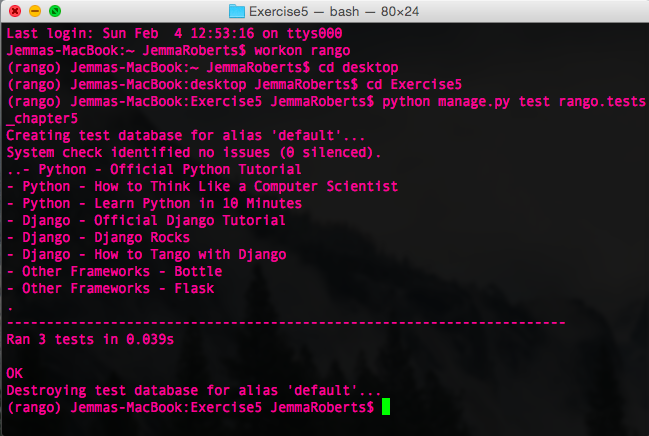 Exercise5 — bash — 80×24
Last login: Sun Feb  4 12:53:16 on ttys000
Jemmas-MacBook:~ JemmaRoberts$ workon rango
(rango) Jemmas-MacBook:~ JemmaRoberts$ cd desktop
(rango) Jemmas-MacBook:desktop JemmaRoberts$ cd Exercise5
(rango) Jemmas-MacBook:Exercise5 JemmaRoberts$ python manage.py test rango.tests
_chapter5
Creating test database for alias 'default'...
System check identified no issues (0 silenced).
..- Python - Official Python Tutorial
- Python - How to Think Like a Computer Scientist
- Python - Learn Python in 10 Minutes
- Django - Official Django Tutorial
- Django - Django Rocks
- Django - How to Tango with Django
- Other Frameworks - Bottle
- Other Frameworks - Flask
.
----------------------------------------------------------------------
Ran 3 tests in 0.039s
OK
Destroying test database for alias 'default'...
(rango) Jemmas-MacBook:Exercise5 JemmaRoberts$